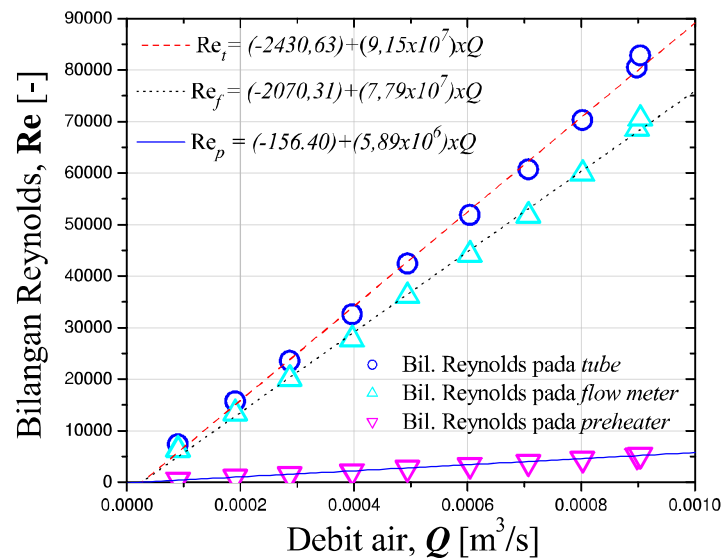 Re_t = (-2430,63)+(9,15x10^7)xQ
Re_f = (-2070,31)+(7,79x10^7)xQ
Re_p = (-156.40)+(5,89x10^6)xQ
90000
80000
70000
60000
50000
40000
30000
20000
10000
0
Bilangan Reynolds, Re [-]
Bil. Reynolds pada tube
Bil. Reynolds pada flow meter
Bil. Reynolds pada preheater
0.0000 0.0002 0.0004 0.0006 0.0008 0.0010
Debit air, Q [m³/s]